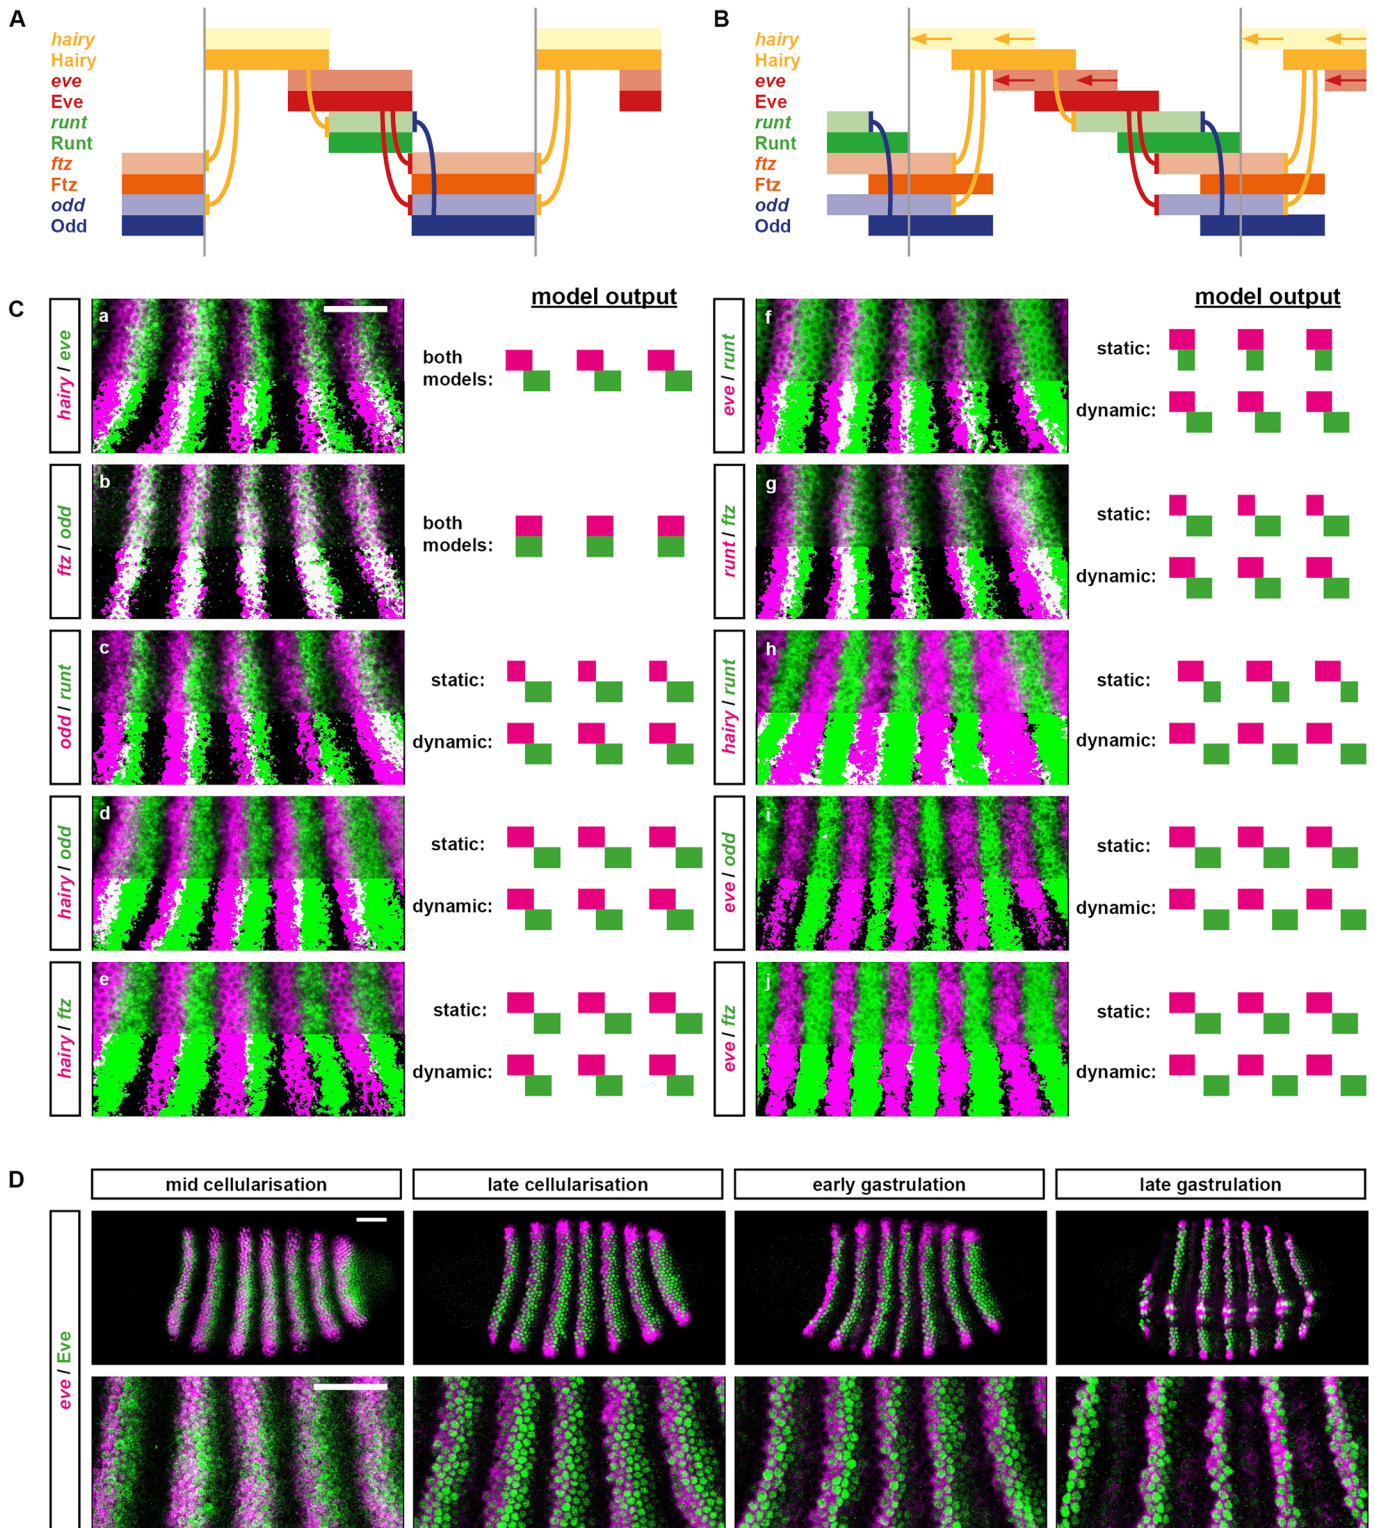 A
hairy
Hairy
eve
Eve
runt
Runt
ftz
Ftz
odd
Odd
B
hairy
Hairy
eve
Eve
runt
Runt
ftz
Ftz
odd
Odd
C
model output
hairy / eve
a
both
models:
ftz / odd
b
both
models:
odd / runt
c
static:
dynamic:
hairy / odd
d
static:
dynamic:
hairy / ftz
e
static:
dynamic:
model output
eve / runt
f
static:
dynamic:
runt / ftz
g
static:
dynamic:
hairy / runt
h
static:
dynamic:
eve / odd
i
static:
dynamic:
eve / ftz
j
static:
dynamic:
D
mid cellularisation
late cellularisation
early gastrulation
late gastrulation
eve / Eve